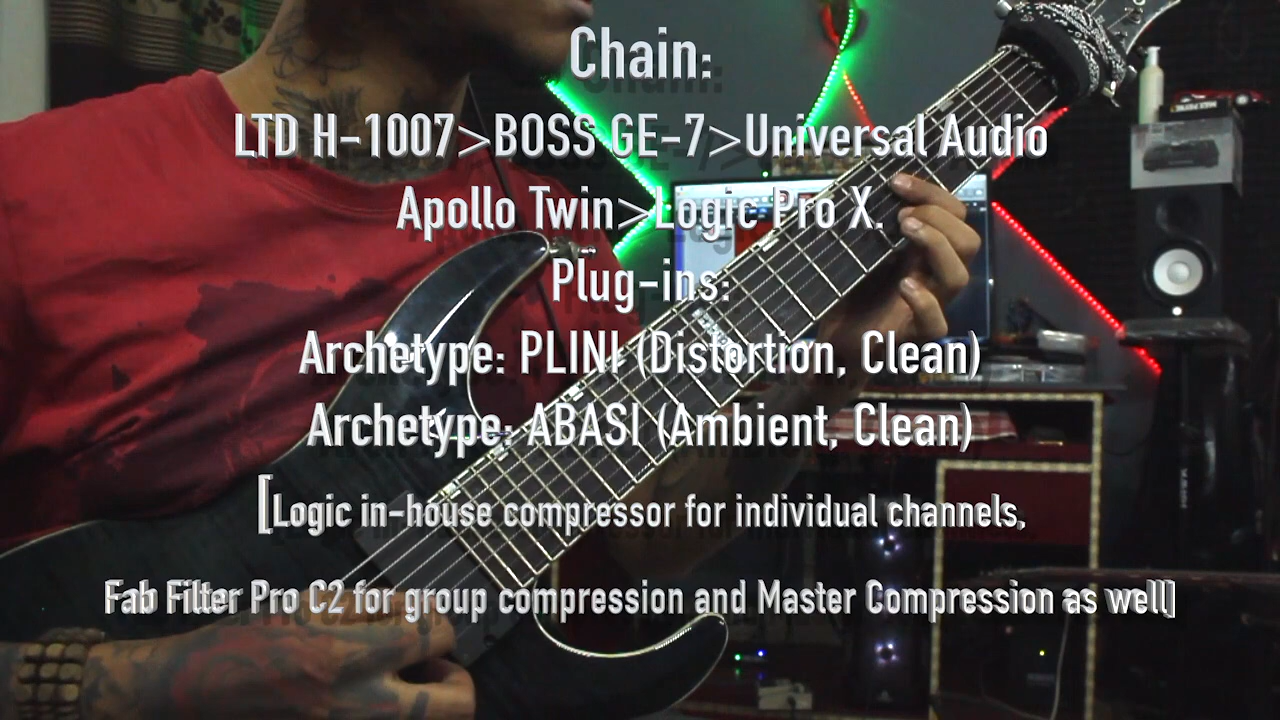 Chain:
LTD H-1007>BOSS GE-7>Universal Audio
Apollo Twin>Logic Pro X.
Plug-ins:
Archetype: PLINI (Distortion, Clean)
Archetype: ABASI (Ambient, Clean)
[Logic in-house compressor for individual channels,
Fab Filter Pro C2 for group compression and Master Compression as well]